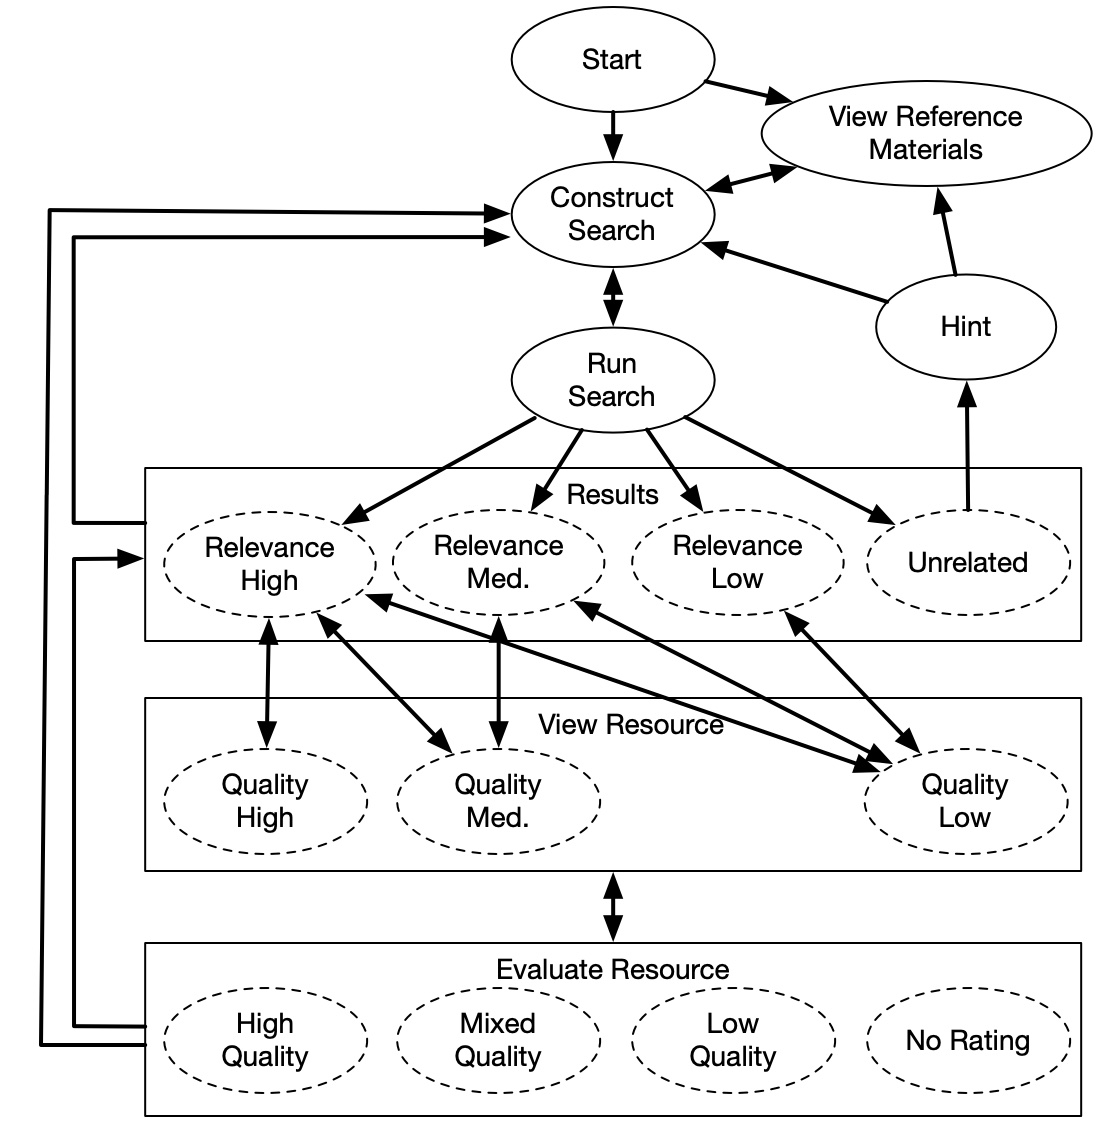 Start
View Reference
Materials
Construct
Search
Hint
Run
Search
Results
Relevance
High
Relevance
Med.
Relevance
Low
Unrelated
View Resource
Quality
High
Quality
Med.
Quality
Low
Evaluate Resource
High
Quality
Mixed
Quality
Low
Quality
No Rating